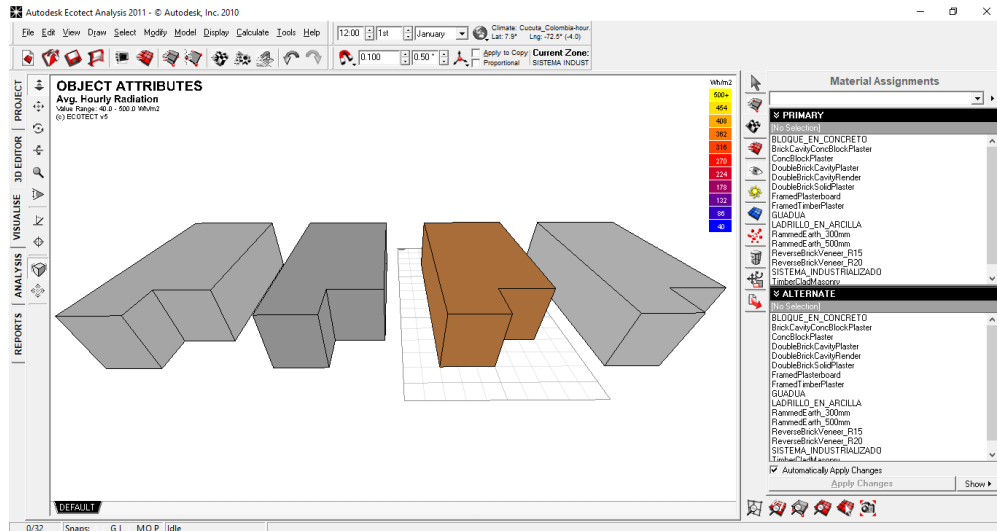 Autodesk Ecotect Analysis 2011 - © Autodesk, Inc. 2010
File Edit View Draw Select Modify Model Display Calculate Tools Help
12:00 1st January
Climate: Cucuta_Colombia-hour.
Lat: 7.9° Lng: -72.5° (-4.0)
0.100 0.50 °
Apply to Copy
Proportional
Current Zone:
SISTEMA INDUST
PROJECT
3D EDITOR
VISUALISE
ANALYSIS
REPORTS
OBJECT ATTRIBUTES
Avg. Hourly Radiation
Value Range: 40.0 - 500.0 Wh/m2
(c) ECOTECT v5
Wh/m2
500+
454
408
362
316
270
224
178
132
86
40
DEFAULT
Material Assignments
PRIMARY
[No Selection]
BLOQUE_EN_CONCRETO
BrickCavityConcBlockPlaster
ConcBlockPlaster
DoubleBrickCavityPlaster
DoubleBrickCavityRender
DoubleBrickSolidPlaster
FramedPlasterboard
FramedTimberPlaster
GUADUA
LADRILLO_EN_ARCILLA
RammedEarth_300mm
RammedEarth_500mm
ReverseBrickVeneer_R15
ReverseBrickVeneer_R20
SISTEMA_INDUSTRIALIZADO
TimberCladMasonry
ALTERNATE
[No Selection]
BLOQUE_EN_CONCRETO
BrickCavityConcBlockPlaster
ConcBlockPlaster
DoubleBrickCavityPlaster
DoubleBrickCavityRender
DoubleBrickSolidPlaster
FramedPlasterboard
FramedTimberPlaster
GUADUA
LADRILLO_EN_ARCILLA
RammedEarth_300mm
RammedEarth_500mm
ReverseBrickVeneer_R15
ReverseBrickVeneer_R20
SISTEMA_INDUSTRIALIZADO
TimberCladMasonry
Automatically Apply Changes
Apply Changes Show
0/32 Snaps: G I MO P Idle